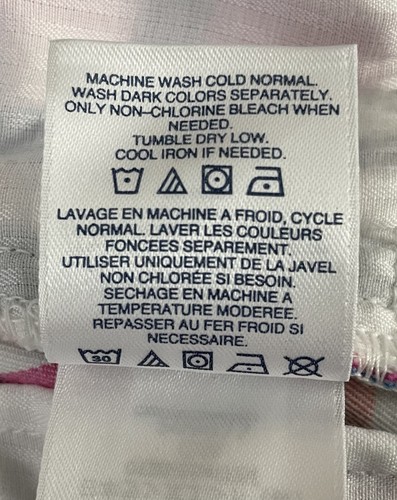 MACHINE WASH COLD NORMAL.
WASH DARK COLORS SEPARATELY.
ONLY NON-CHLORINE BLEACH WHEN
NEEDED.
TUMBLE DRY LOW.
COOL IRON IF NEEDED.
LAVAGE EN MACHINE A FROID, CYCLE
NORMAL. LAVER LES COULEURS
FONCEES SEPAREMENT.
UTILISER UNIQUEMENT DE LA JAVEL
NON CHLORÉE SI BESOIN.
SECHAGE EN MACHINE A
TEMPERATURE MODEREE.
REPASSER AU FER FROID SI
NECESSAIRE.
30